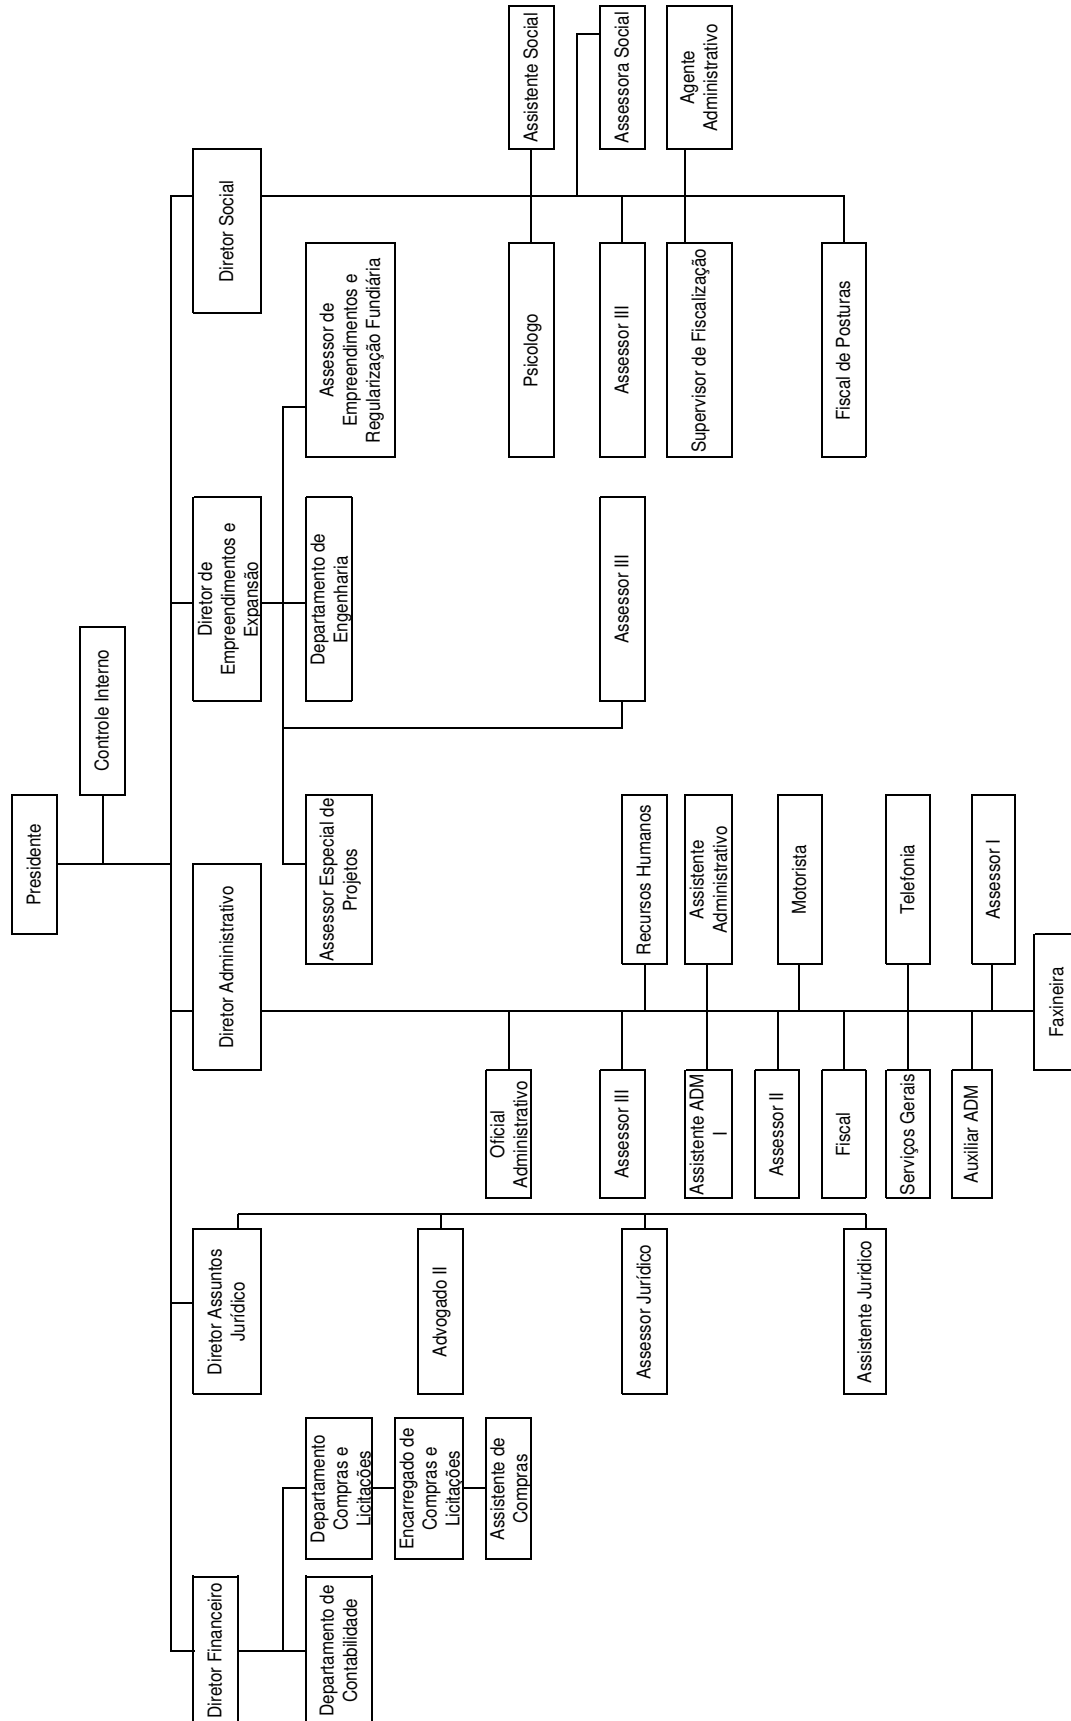 Presidente
Controle Interno
Diretor Financeiro
Diretor Assuntos
Jurídico
Diretor Administrativo
Diretor de
Empreendimentos e
Expansão
Diretor Social
Departamento de
Contabilidade
Departamento
Compras e
Licitações
Assessor Especial de
Projetos
Departamento de
Engenharia
Assessor de
Empreendimentos e
Regularização Fundiária
Encarregado de
Compras e
Licitações
Advogado II
Assistente de
Compras
Oficial
Administrativo
Psicologo
Assistente Social
Assessor Jurídico
Assessor III
Recursos Humanos
Assessor III
Assessor III
Assessora Social
Assistente ADM
I
Assistente
Administrativo
Supervisor de Fiscalização
Agente
Administrativo
Assessor II
Motorista
Assistente Juridico
Fiscal
Fiscal de Posturas
Serviços Gerais
Telefonia
Auxiliar ADM
Assessor I
Faxineira